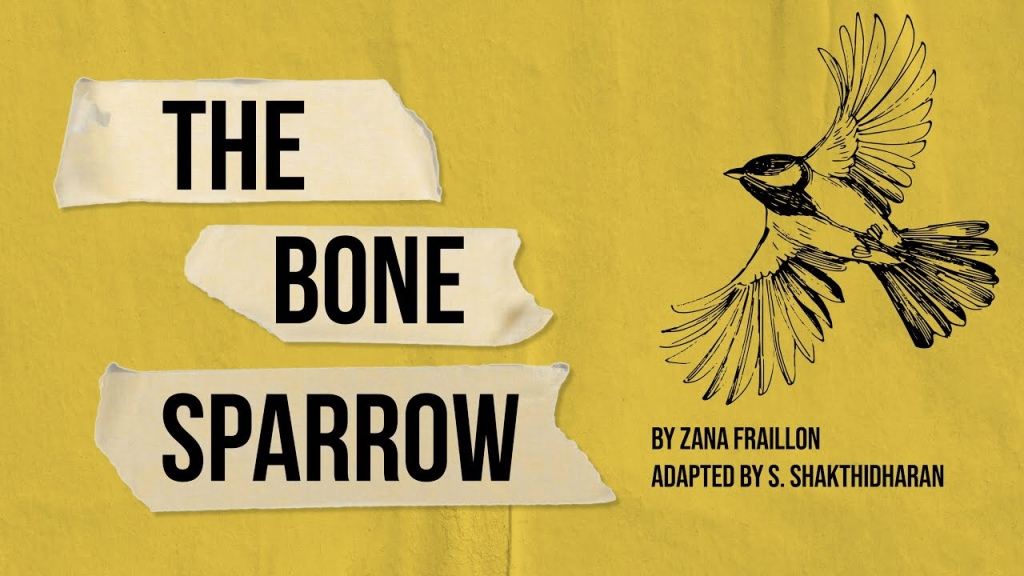 THE
BONE
SPARROW
BY ZANA FRAILLON
ADAPTED BY S. SHAKTHIDHARAN